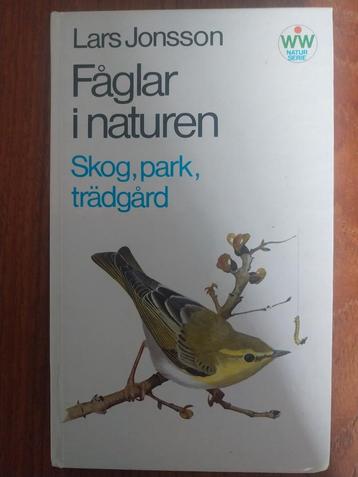 Lars Jonsson
Fåglar
i naturen
Skog, park,
trädgård
WW
NATUR
SERIE